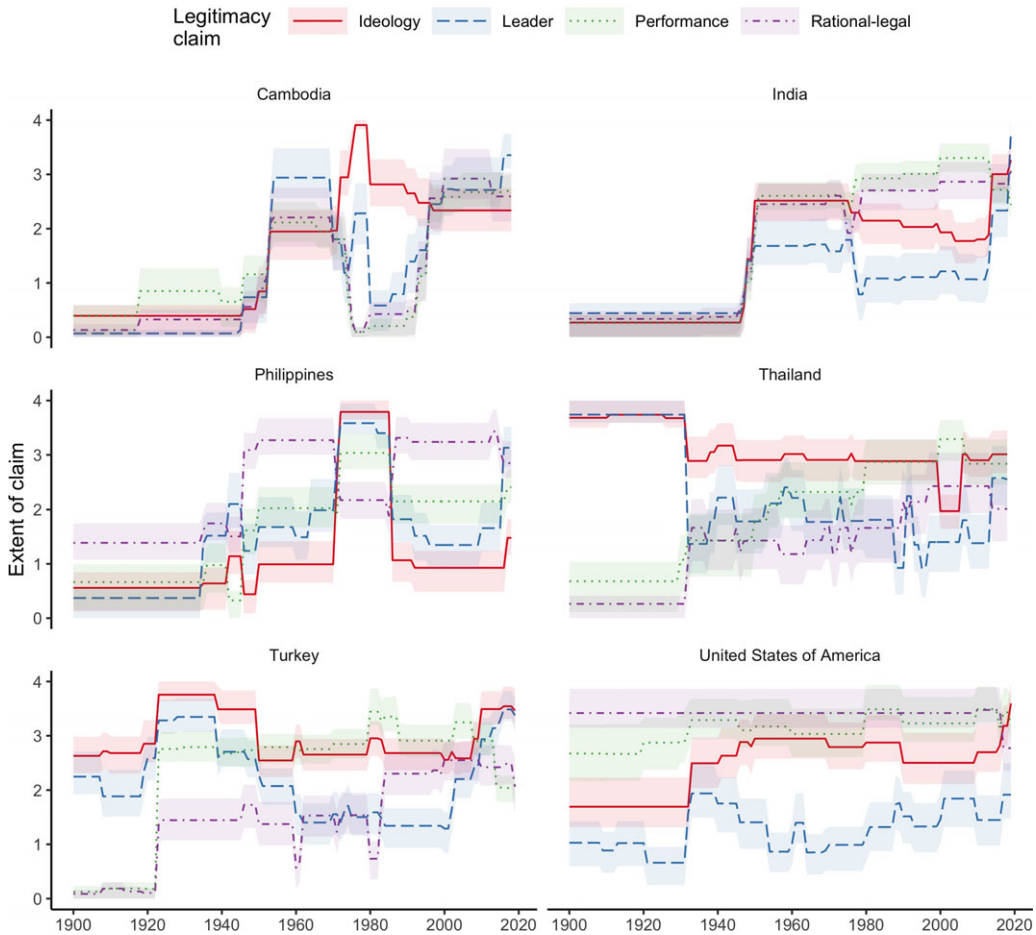 Legitimacy
claim
Ideology
Leader
Performance
Rational-legal
Cambodia
India
4
3
2
1
0
Philippines
Thailand
4
3
2
1
0
Extent of claim
Turkey
United States of America
4
3
2
1
0
1900 1920 1940 1960 1980 2000 2020
1900 1920 1940 1960 1980 2000 2020